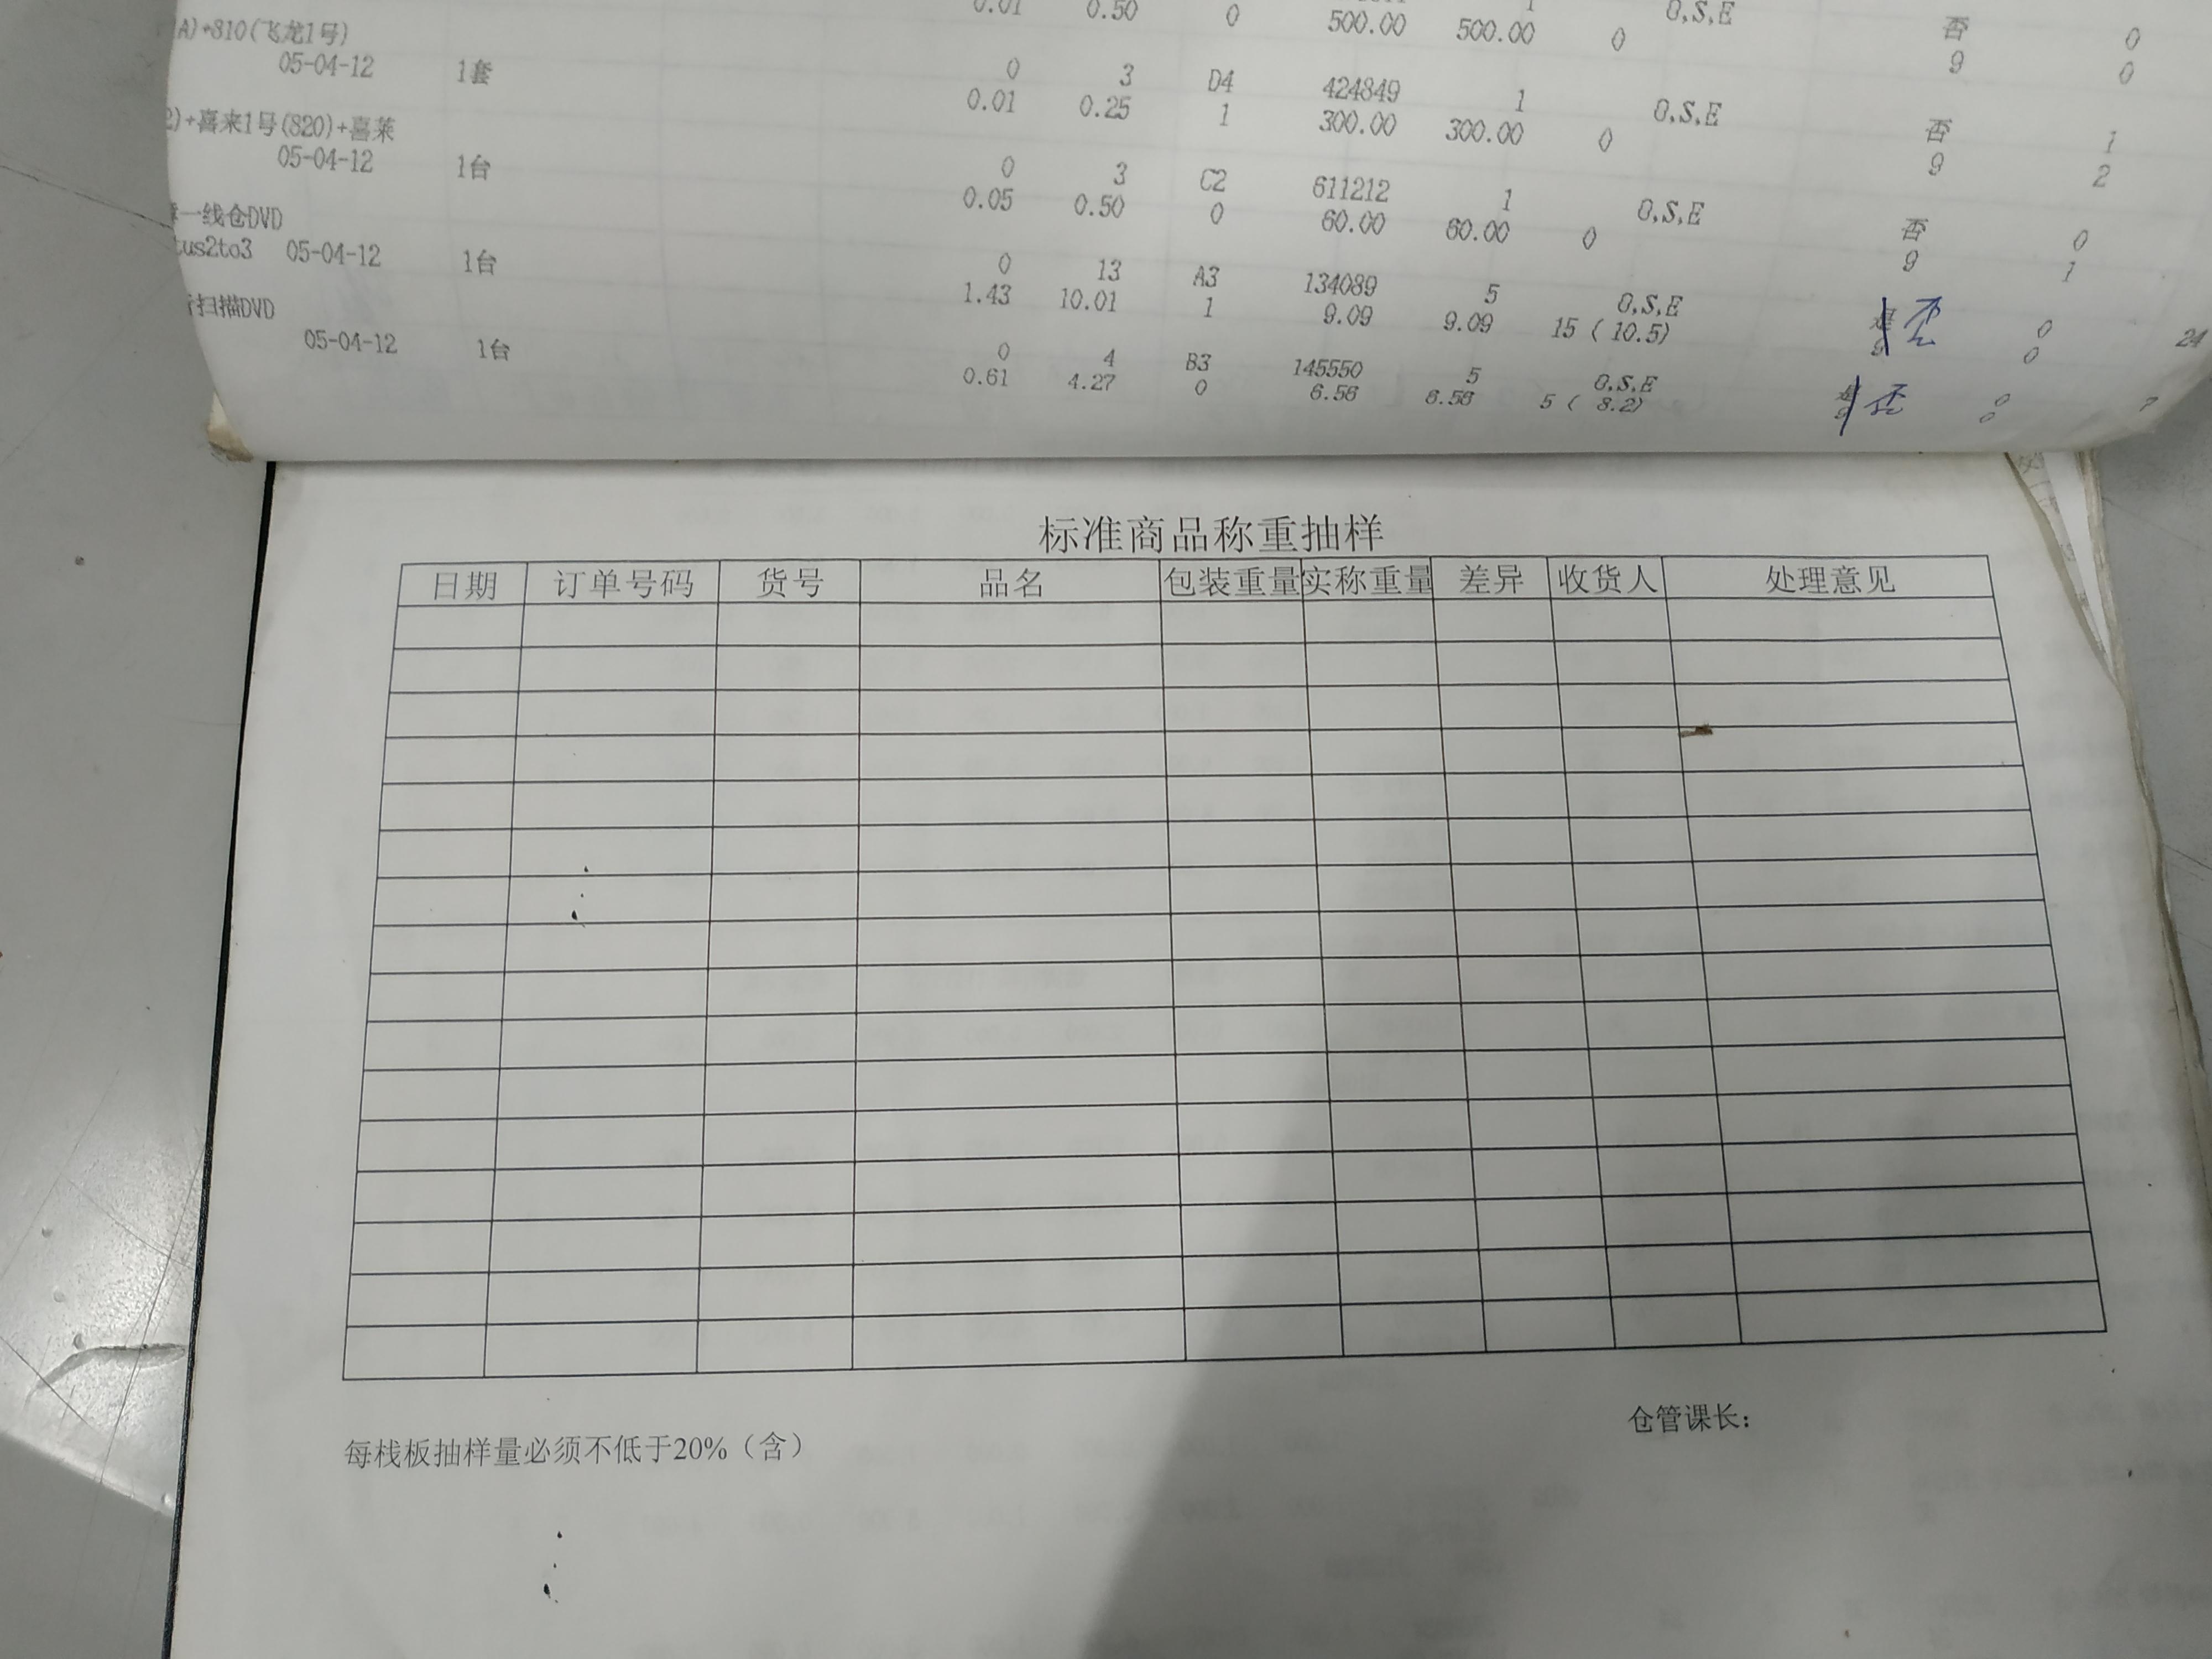 0.01 0.50 0 500.00 500.00 0 O,S,E 否 0
A)+810(飞龙1号) 9 0
05-04-12 1套 0 3 D4 424849 1 O,S,E 否 1
0.01 0.25 1 300.00 300.00 0 9 2
2)+喜来1号(820)+喜莱
05-04-12 1台 0 3 C2 611212 1 O,S,E 否 0
0.05 0.50 0 60.00 60.00 0 9 1
一线仓DVD
tus2to3 05-04-12 1台 0 13 A3 134089 5 O,S,E 是 否 0
1.43 10.01 1 9.09 9.09 15 ( 10.5) 9 0 24
扫描DVD
05-04-12 1台 0 4 B3 145550 5 O,S,E 是 否 0
0.61 4.27 0 6.56 6.56 5 ( 8.2) 9 0 7
标准商品称重抽样
日期 订单号码 货号 品名 包装重量 实称重量 差异 收货人 处理意见
仓管课长：
每栈板抽样量必须不低于20%（含）